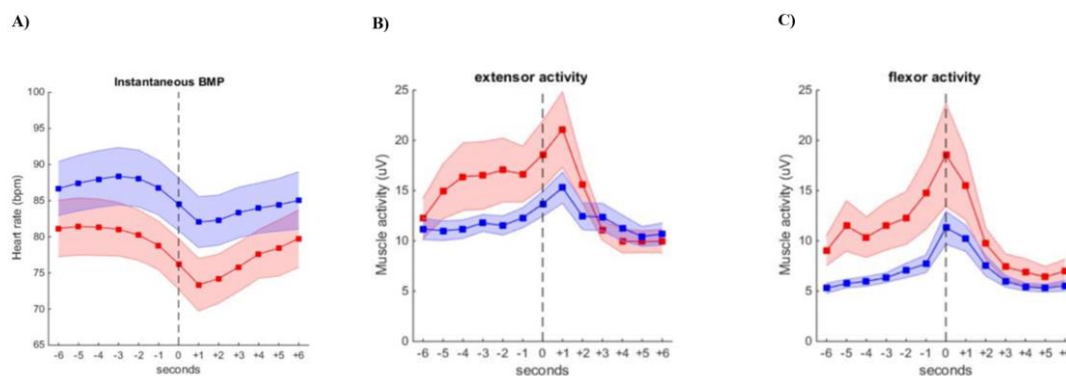 A)
B)
C)
Instantaneous BMP
Heart rate (bpm)
100
95
90
85
80
75
70
65
-6 -5 -4 -3 -2 -1 0 +1 +2 +3 +4 +5 +6
seconds
extensor activity
Muscle activity (uV)
25
20
15
10
5
0
-6 -5 -4 -3 -2 -1 0 +1 +2 +3 +4 +5 +6
seconds
flexor activity
Muscle activity (uV)
25
20
15
10
5
0
-6 -5 -4 -3 -2 -1 0 +1 +2 +3 +4 +5 +6
seconds